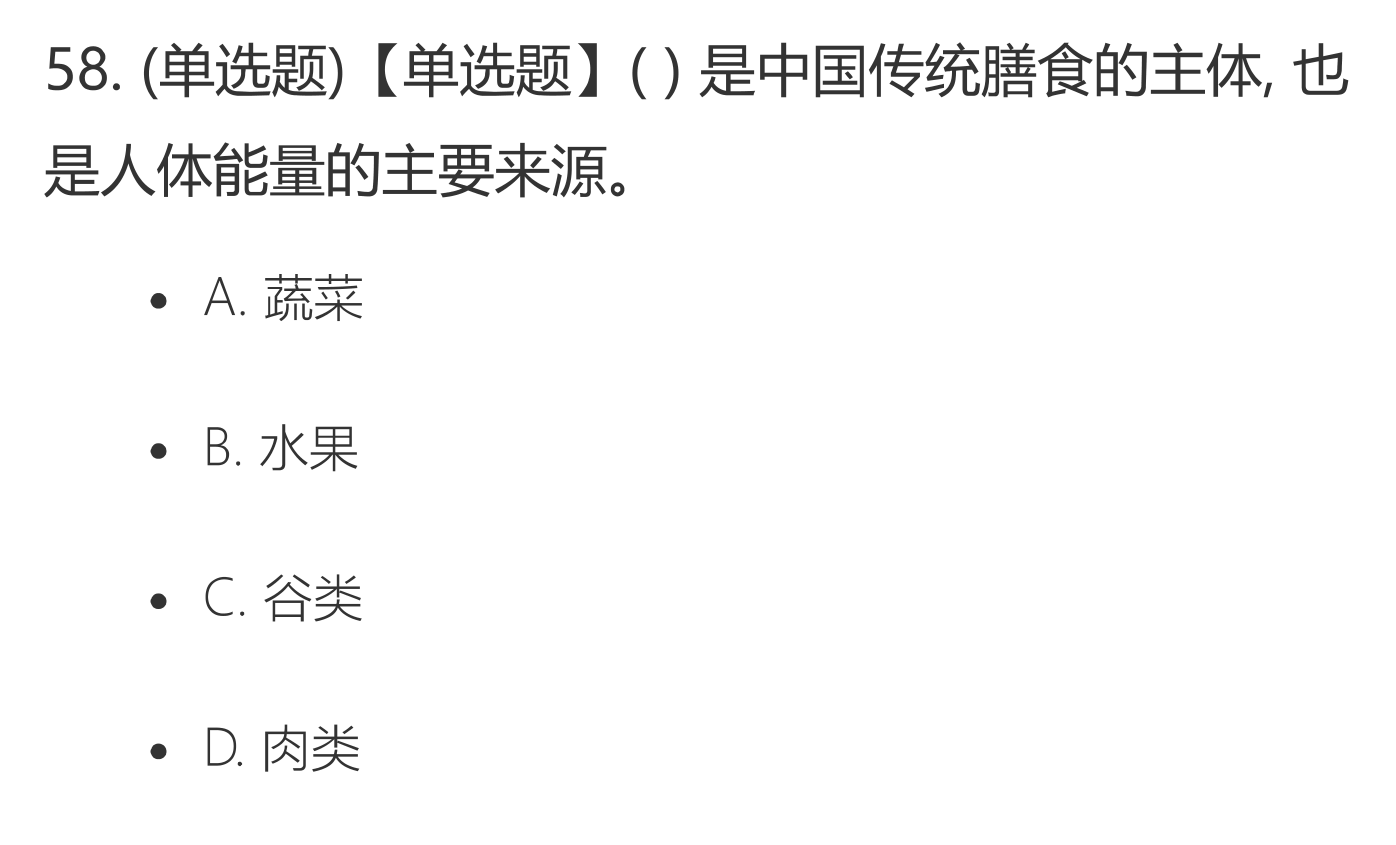 58. (单选题)【单选题】( ) 是中国传统膳食的主体, 也
是人体能量的主要来源。
A. 蔬菜
B. 水果
C. 谷类
D. 肉类